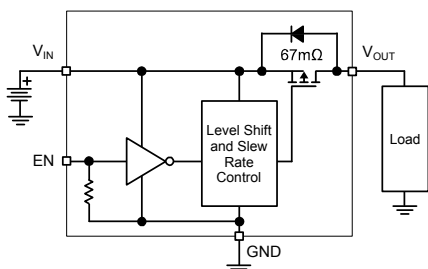 67mΩ
V_IN
V_OUT
+
Level Shift
and Slew
Rate
Control
Load
EN
GND